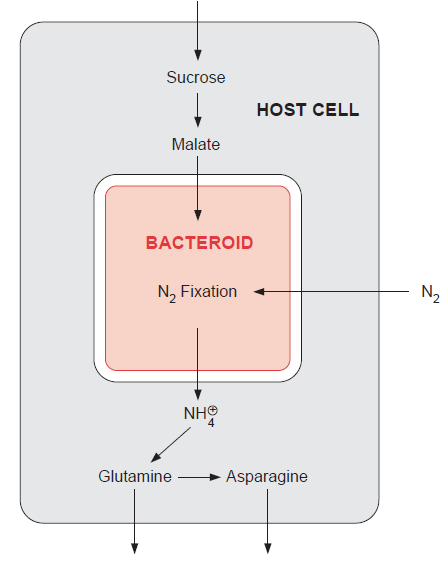 Sucrose
HOST CELL
Malate
BACTEROID
N₂ Fixation
N₂
NH₄⊕
Glutamine
Asparagine